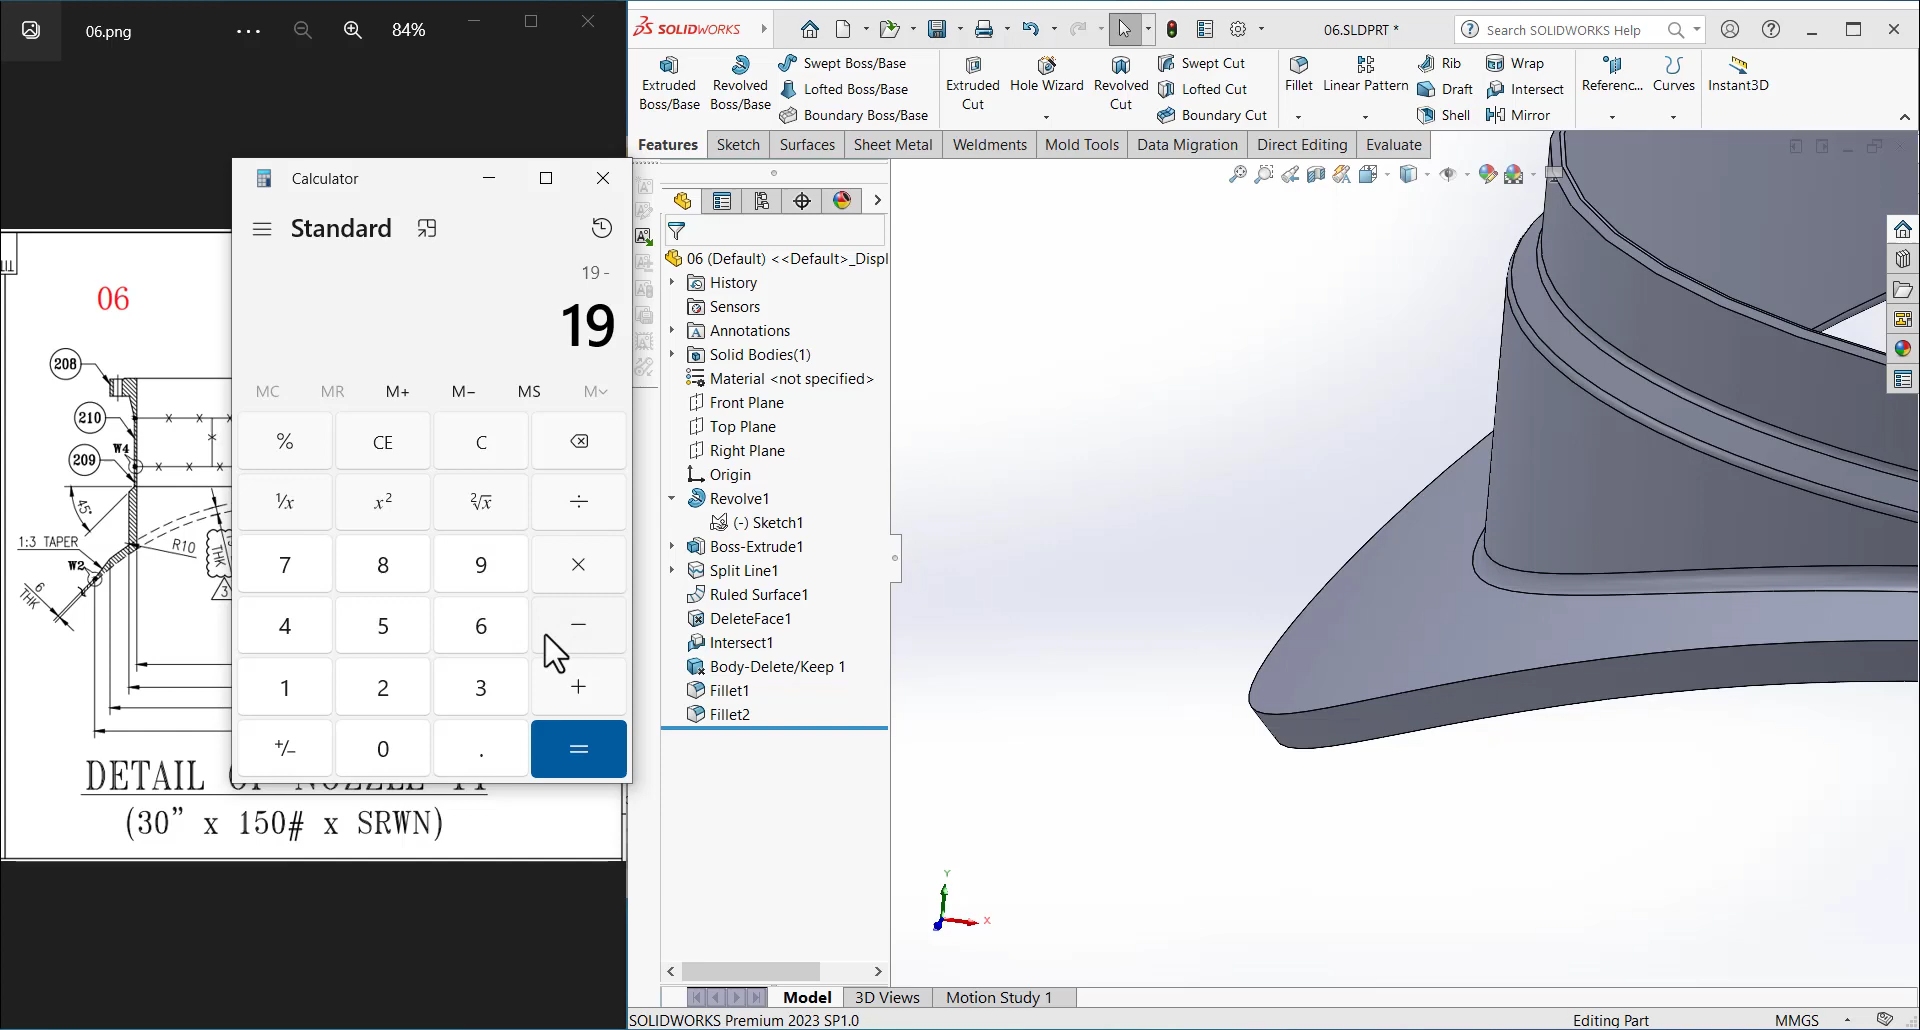 06.png
84%
SOLIDWORKS
06.SLDPRT *
Search SOLIDWORKS Help
Extruded Boss/Base
Revolved Boss/Base
Swept Boss/Base
Lofted Boss/Base
Boundary Boss/Base
Extruded Cut
Hole Wizard
Revolved Cut
Swept Cut
Lofted Cut
Boundary Cut
Fillet
Linear Pattern
Rib
Draft
Shell
Wrap
Intersect
Mirror
Referenc...
Curves
Instant3D
Features
Sketch
Surfaces
Sheet Metal
Weldments
Mold Tools
Data Migration
Direct Editing
Evaluate
Calculator
Standard
19 -
19
MC
MR
M+
M−
MS
M
%
CE
C
1/x
x²
²√x
÷
7
8
9
×
4
5
6
−
1
2
3
+
+/−
0
.
=
06
208
210
W4
209
45°
1:3 TAPER
R10
W2
6
THK
THK
3
DETAIL
(30" x 150# x SRWN)
06 (Default) <<Default>_Displ
History
Sensors
Annotations
Solid Bodies(1)
Material <not specified>
Front Plane
Top Plane
Right Plane
Origin
Revolve1
(-) Sketch1
Boss-Extrude1
Split Line1
Ruled Surface1
DeleteFace1
Intersect1
Body-Delete/Keep 1
Fillet1
Fillet2
Y
X
Model
3D Views
Motion Study 1
SOLIDWORKS Premium 2023 SP1.0
Editing Part
MMGS